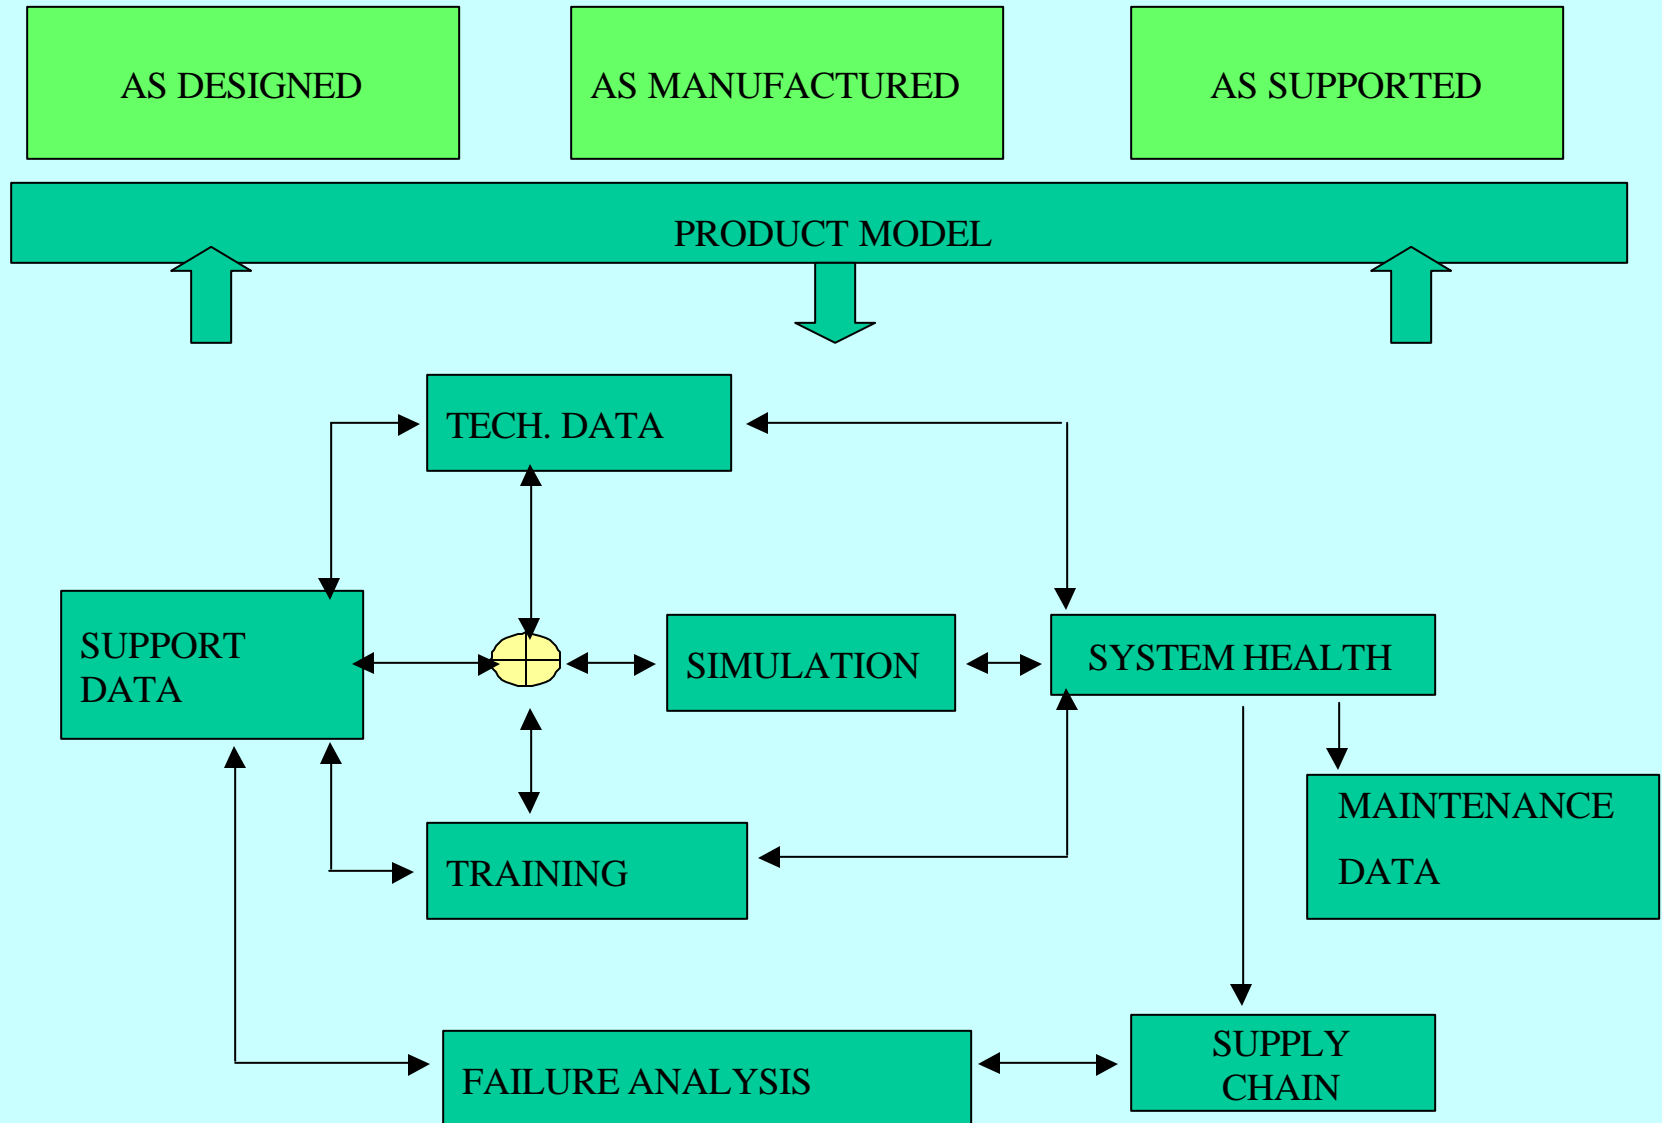 AS DESIGNED
AS MANUFACTURED
AS SUPPORTED
PRODUCT MODEL
TECH. DATA
SUPPORT
DATA
SIMULATION
SYSTEM HEALTH
MAINTENANCE
DATA
TRAINING
FAILURE ANALYSIS
SUPPLY
CHAIN